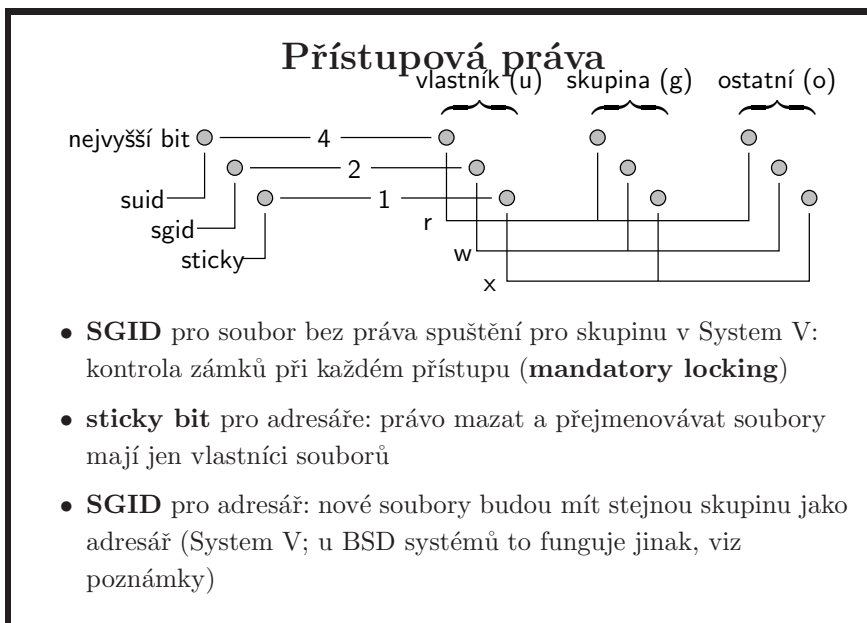 Přístupová práva
vlastník (u) skupina (g) ostatní (o)
nejvyšší bit 4
2
suid 1
sgid r
sticky w
x
• SGID pro soubor bez práva spuštění pro skupinu v System V:
kontrola zámků při každém přístupu (mandatory locking)
• sticky bit pro adresáře: právo mazat a přejmenovávat soubory
mají jen vlastníci souborů
• SGID pro adresář: nové soubory budou mít stejnou skupinu jako
adresář (System V; u BSD systémů to funguje jinak, viz
poznámky)